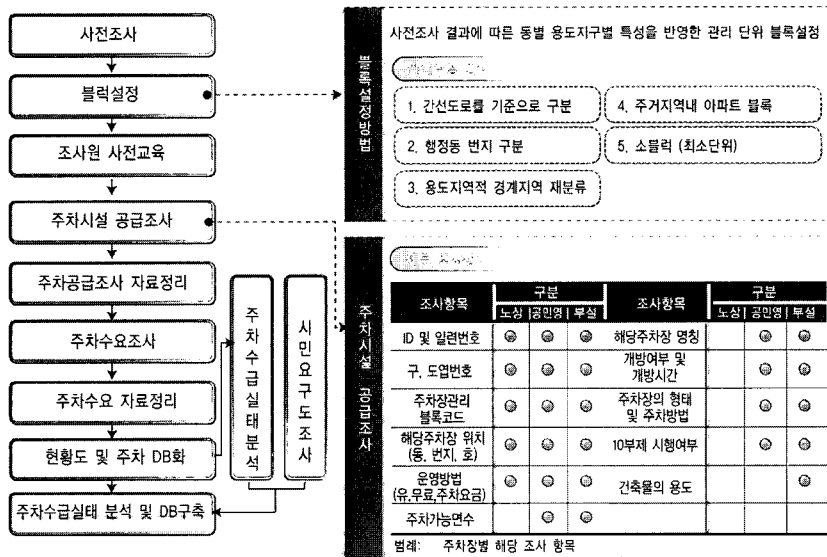 사전조사
블럭설정
조사원 사전교육
주차시설 공급조사
주차공급조사 자료정리
주차수요조사
주차수요 자료정리
현황도 및 주차 DB화
주차수급실태 분석 및 DB구축
주차수급실태분석
시민요구도조사
블록설정방법
사전조사 결과에 따른 동별 용도지구별 특성을 반영한 관리 단위 블록설정
1. 간선도로를 기준으로 구분
2. 행정동 번지 구분
3. 용도지역적 경계지역 재분류
4. 주거지역내 아파트 블록
5. 소블럭 (최소단위)
주차시설 공급조사
조사항목 구분 조사항목 구분
노상 공민영 부설 노상 공민영 부설
ID 및 일련번호 해당주차장 명칭
구, 도엽번호 개방여부 및
개방시간
주차장관리
블록코드
주차장의 형태
및 주차방법
해당주차장 위치
(동, 번지, 호)
10부제 시행여부
운영방법
(유,무료,주차요금)
건축물의 용도
주차가능면수
범례: 주차장별 해당 조사 항목